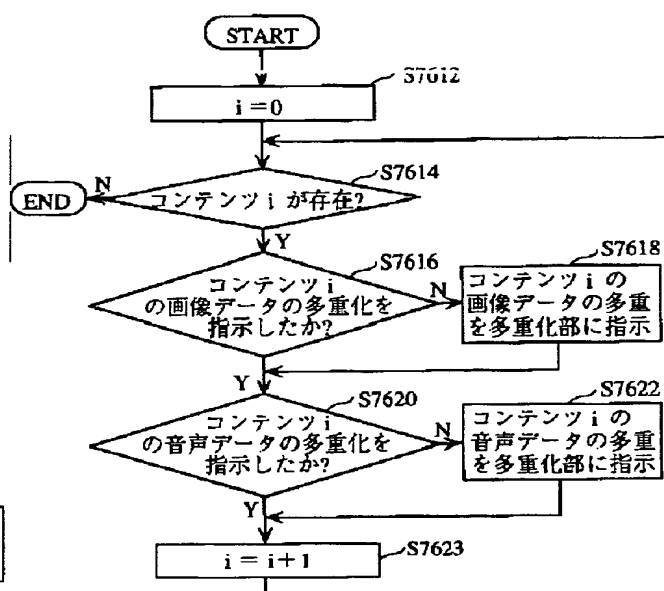 START
S7612
i=0
S7614
N
END
コンテンツ i が存在?
Y
S7616
コンテンツ i
の画像データの多重化を
指示したか?
N
S7618
コンテンツ i の
画像データの多重
を多重化部に指示
Y
S7620
コンテンツ i
の音声データの多重化を
指示したか?
N
S7622
コンテンツ i の
音声データの多重
を多重化部に指示
Y
i = i+1
S7623